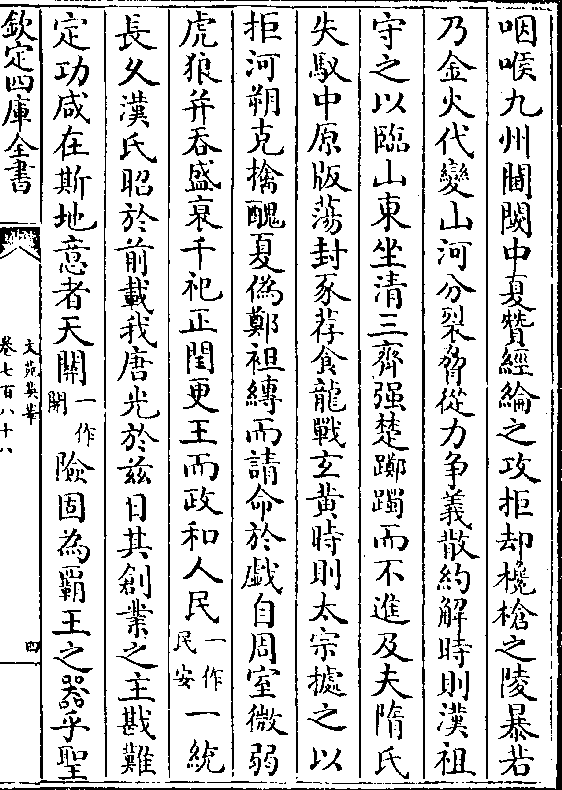 咽喉九州閫閾中夏贊經綸之攻拒却欃槍之陵暴若
乃金火代變山河分裂脅從力争義散約解時則漢祖
守之以臨山東坐清三齊强楚躑躅而不進及夫隋氏
失馭中原版蕩封豕荐食龍戰玄黄時則太宗㩀之以
拒河朔克擒醜夏偽鄭袒縛而請命於戲自周室微弱
虎狼并吞盛衰千祀正閏更王而政和人民一作民安一統
長久漢氏昭於前載我唐光於兹日其創業之主戡難
定功咸在斯地意者天關一作開險固為覇王之器乎聖
欽定四庫全書
文苑英華
卷七百八十八
四